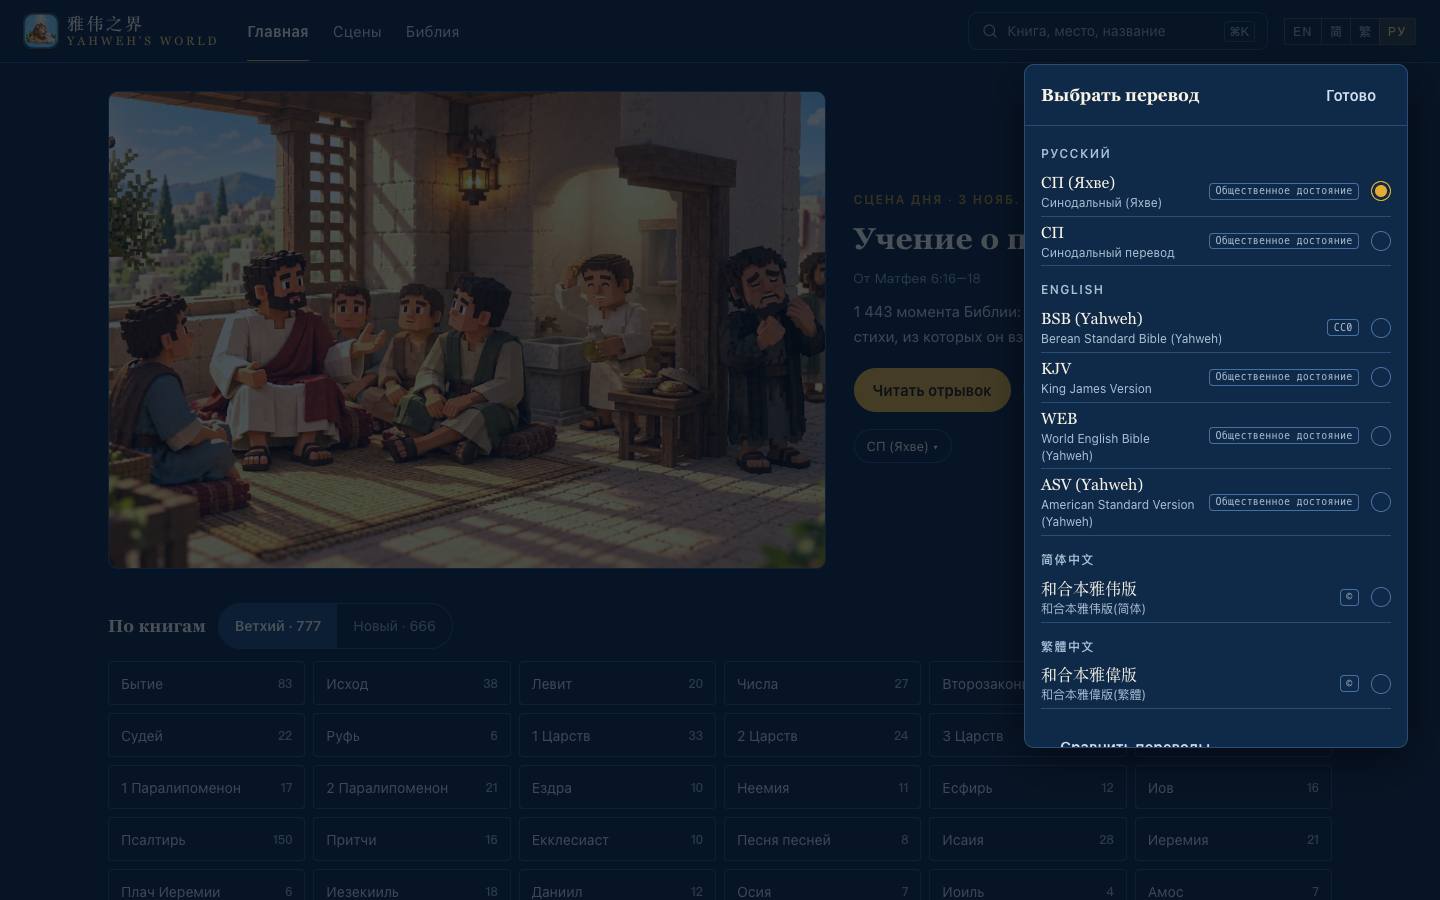 雅伟之界
YAHWEH'S WORLD
Главная
Сцены
Библия
Книга, место, название
⌘K
EN
简
繁
РУ
Выбрать перевод
Готово
РУССКИЙ
СП (Яхве)
Синодальный (Яхве)
Общественное достояние
СП
Синодальный перевод
Общественное достояние
ENGLISH
BSB (Yahweh)
Berean Standard Bible (Yahweh)
CC0
KJV
King James Version
Общественное достояние
WEB
World English Bible
(Yahweh)
Общественное достояние
ASV (Yahweh)
American Standard Version
(Yahweh)
Общественное достояние
简体中文
和合本雅伟版
和合本雅伟版(简体)
©
繁體中文
和合本雅偉版
和合本雅偉版(繁體)
©
Сравнить переводы
СЦЕНА ДНЯ · 3 НОЯБ.
Учение о
От Матфея 6:16–18
1 443 момента Библии:
стихи, из которых он
Читать отрывок
СП (Яхве) ▾
По книгам
Ветхий · 777
Новый · 666
Бытие 83
Исход 38
Левит 20
Числа 27
Второзакон
Судей 22
Руфь 6
1 Царств 33
2 Царств 24
3 Царств
1 Паралипоменон 17
2 Паралипоменон 21
Ездра 10
Неемия 11
Есфирь 12
Иов 16
Псалтирь 150
Притчи 16
Екклесиаст 10
Песня песней 8
Исаия 28
Иеремия 21
Плач Иеремии 6
Иезекииль 18
Даниил 12
Осия 7
Иоиль 4
Амос 7